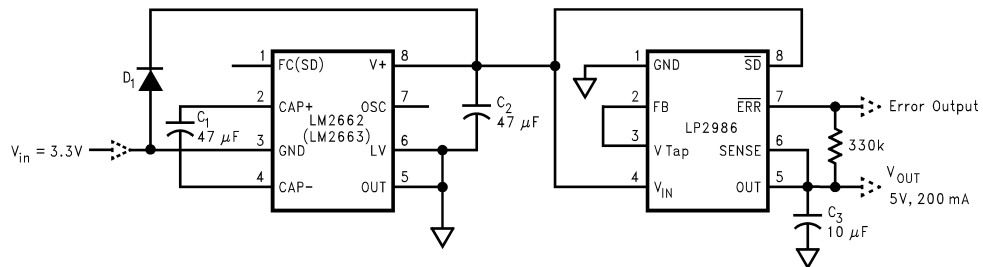 1
FC(SD)
V+
8
2
CAP+
OSC
7
LM2662
(LM2663)
3
GND
LV
6
4
CAP-
OUT
5
D1
C1
47 μF
Vin = 3.3V
C2
47 μF
1
GND
SD
8
2
FB
ERR
7
LP2986
3
V Tap
SENSE
6
4
VIN
OUT
5
Error Output
330k
VOUT
5V, 200 mA
C3
10 μF